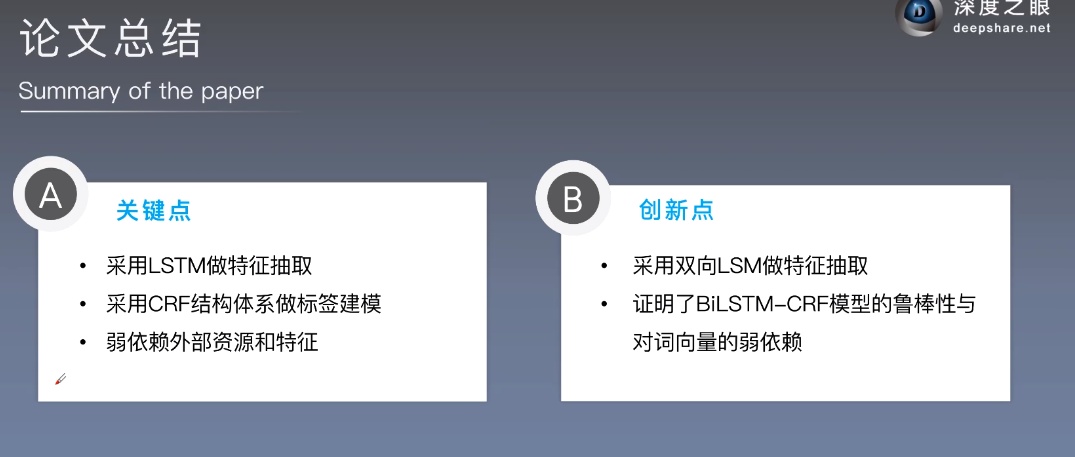 论文总结
Summary of the paper
深度之眼
deepshare.net
A
关键点
• 采用LSTM做特征抽取
• 采用CRF结构体系做标签建模
• 弱依赖外部资源和特征
B
创新点
• 采用双向LSM做特征抽取
• 证明了BiLSTM-CRF模型的鲁棒性与
对词向量的弱依赖